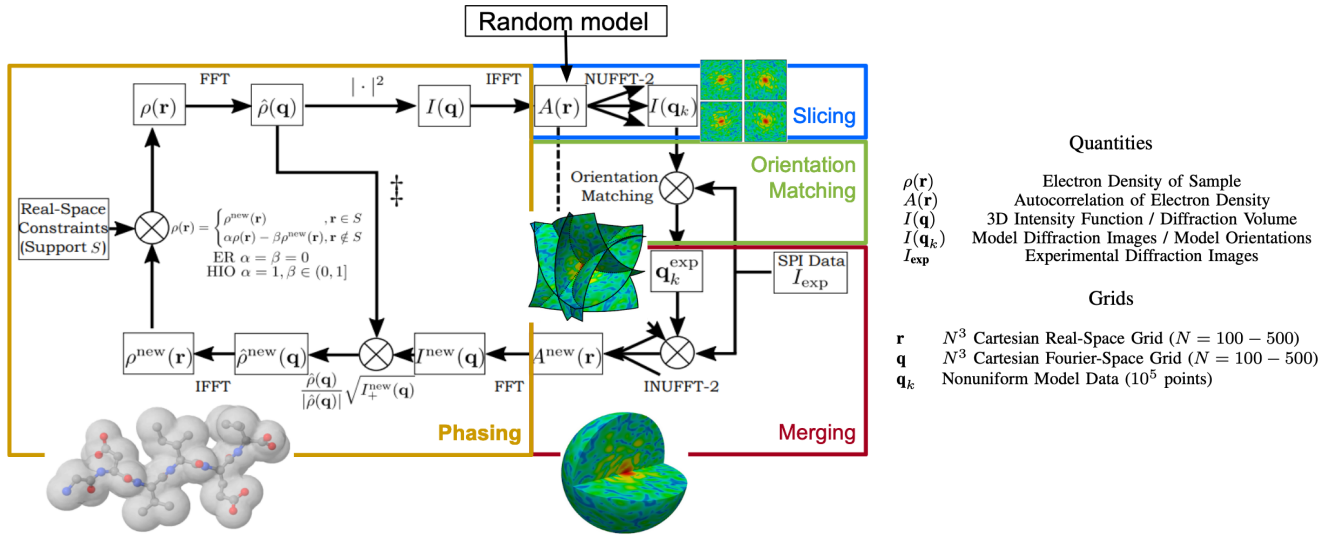 Random model
FFT
| · |²
IFFT
NUFFT-2
ρ(r)
ρ̂(q)
I(q)
A(r)
I(q_k)
Slicing
Orientation
Matching
Orientation
Matching
‡
Real-Space
Constraints
(Support S)
ρ(r) = { ρ^new(r) , r ∈ S
αρ(r) − βρ^new(r), r ∉ S
ER α = β = 0
HIO α = 1, β ∈ (0, 1]
q_k^exp
SPI Data
I_exp
ρ^new(r)
ρ̂^new(q)
I^new(q)
A^new(r)
IFFT
ρ̂(q)/|ρ̂(q)| √I_+^new(q)
FFT
INUFFT-2
Phasing
Merging
Quantities
ρ(r) Electron Density of Sample
A(r) Autocorrelation of Electron Density
I(q) 3D Intensity Function / Diffraction Volume
I(q_k) Model Diffraction Images / Model Orientations
I_exp Experimental Diffraction Images
Grids
r N³ Cartesian Real-Space Grid (N = 100 − 500)
q N³ Cartesian Fourier-Space Grid (N = 100 − 500)
q_k Nonuniform Model Data (10⁵ points)